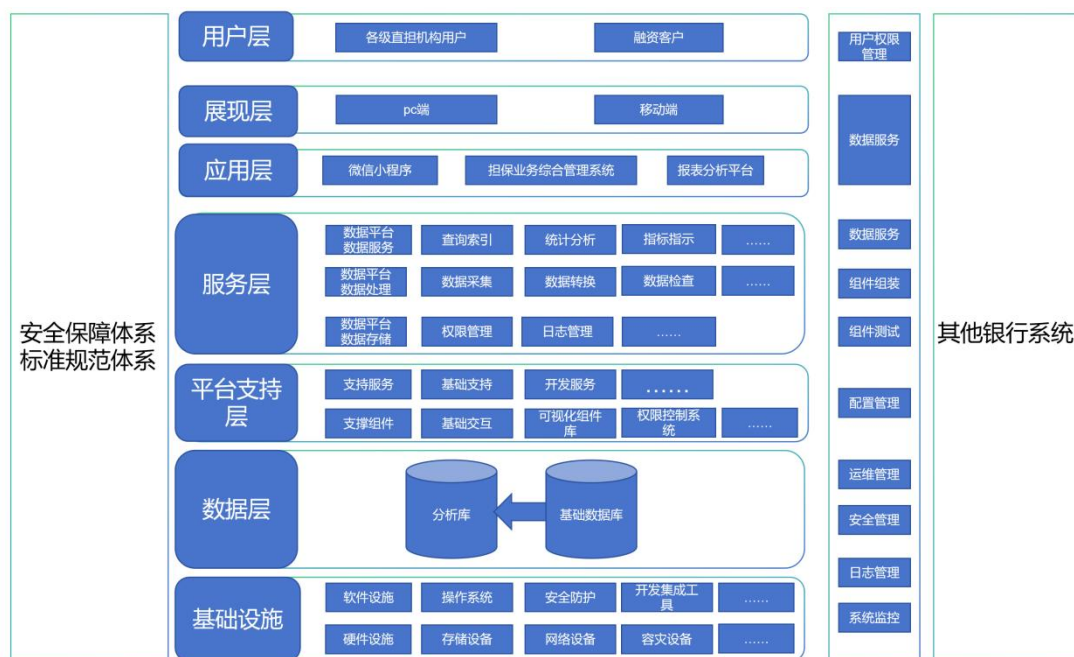 安全保障体系
标准规范体系
用户层
各级直担机构用户
融资客户
展现层
pc端
移动端
应用层
微信小程序
担保业务综合管理系统
报表分析平台
服务层
数据平台
数据服务
查询索引
统计分析
指标指示
……
数据平台
数据处理
数据采集
数据转换
数据检查
……
数据平台
数据存储
权限管理
日志管理
……
平台支持
层
支持服务
基础支持
开发服务
……
支撑组件
基础交互
可视化组件
库
权限控制系
统
……
数据层
分析库
基础数据库
基础设施
软件设施
操作系统
安全防护
开发集成工
具
……
硬件设施
存储设备
网络设备
容灾设备
……
用户权限
管理
数据服务
数据服务
组件组装
组件测试
配置管理
运维管理
安全管理
日志管理
系统监控
其他银行系统